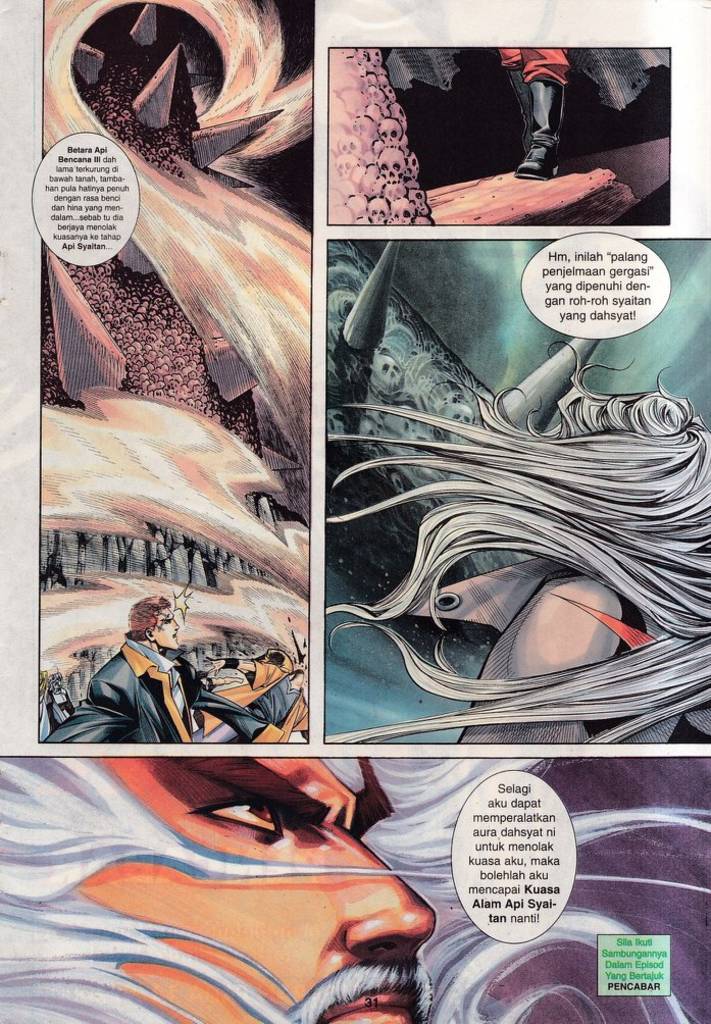 Betara Api
Bencana III dah
lama terkurung di
bawah tanah, tamba-
han pula hatinya penuh
dengan rasa benci
dan hina yang men-
dalam...sebab tu dia
berjaya menolak
kuasanya ke tahap
Api Syaitan...
Hm, inilah "palang
penjelmaan gergasi"
yang dipenuhi den-
gan roh-roh syaitan
yang dahsyat!
Selagi
aku dapat
memperalatkan
aura dahsyat ni
untuk menolak
kuasa aku, maka
bolehlah aku
mencapai Kuasa
Alam Api Syai-
tan nanti!
Sila Ikuti
Sambungannya
Dalam Episod
Yang Bertajuk
PENCABAR
31